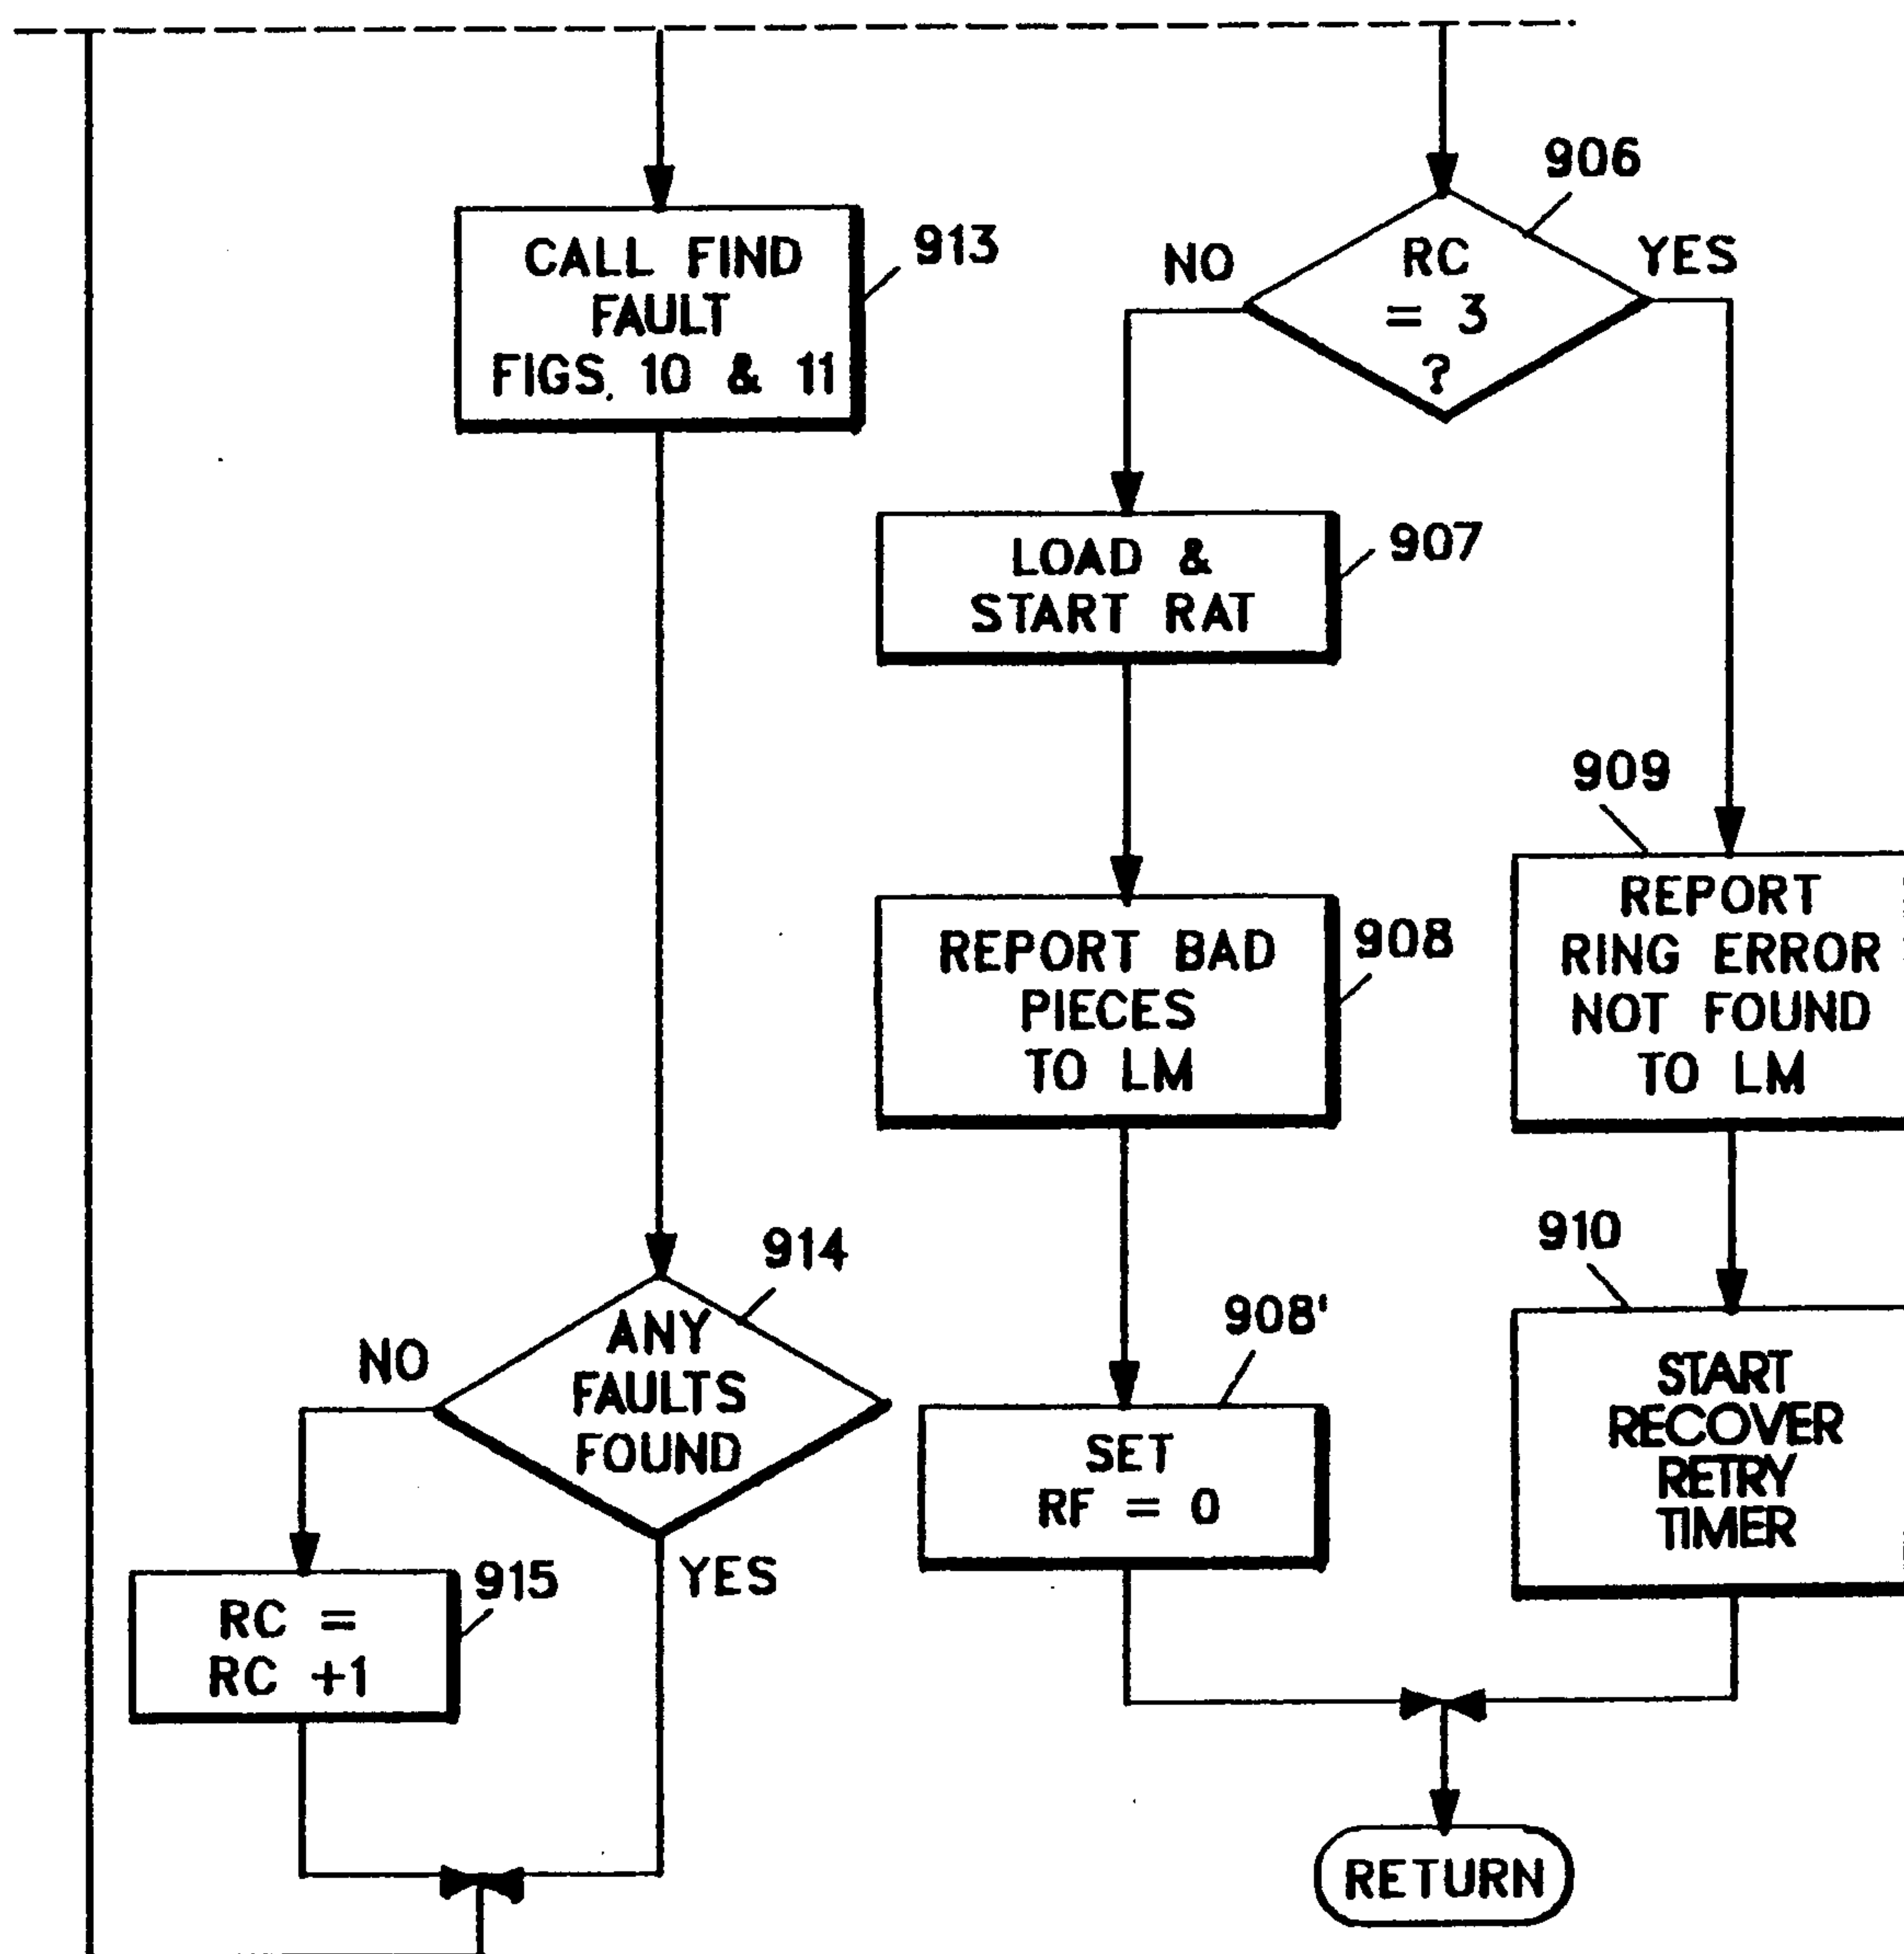 906
913
CALL FIND
FAULT
FIGS. 10 & 11
NO
RC
= 3
?
YES
907
LOAD &
START RAT
909
908
REPORT BAD
PIECES
TO LM
REPORT
RING ERROR
NOT FOUND
TO LM
910
914
ANY
FAULTS
FOUND
NO
YES
908'
SET
RF = 0
START
RECOVER
RETRY
TIMER
915
RC =
RC +1
RETURN